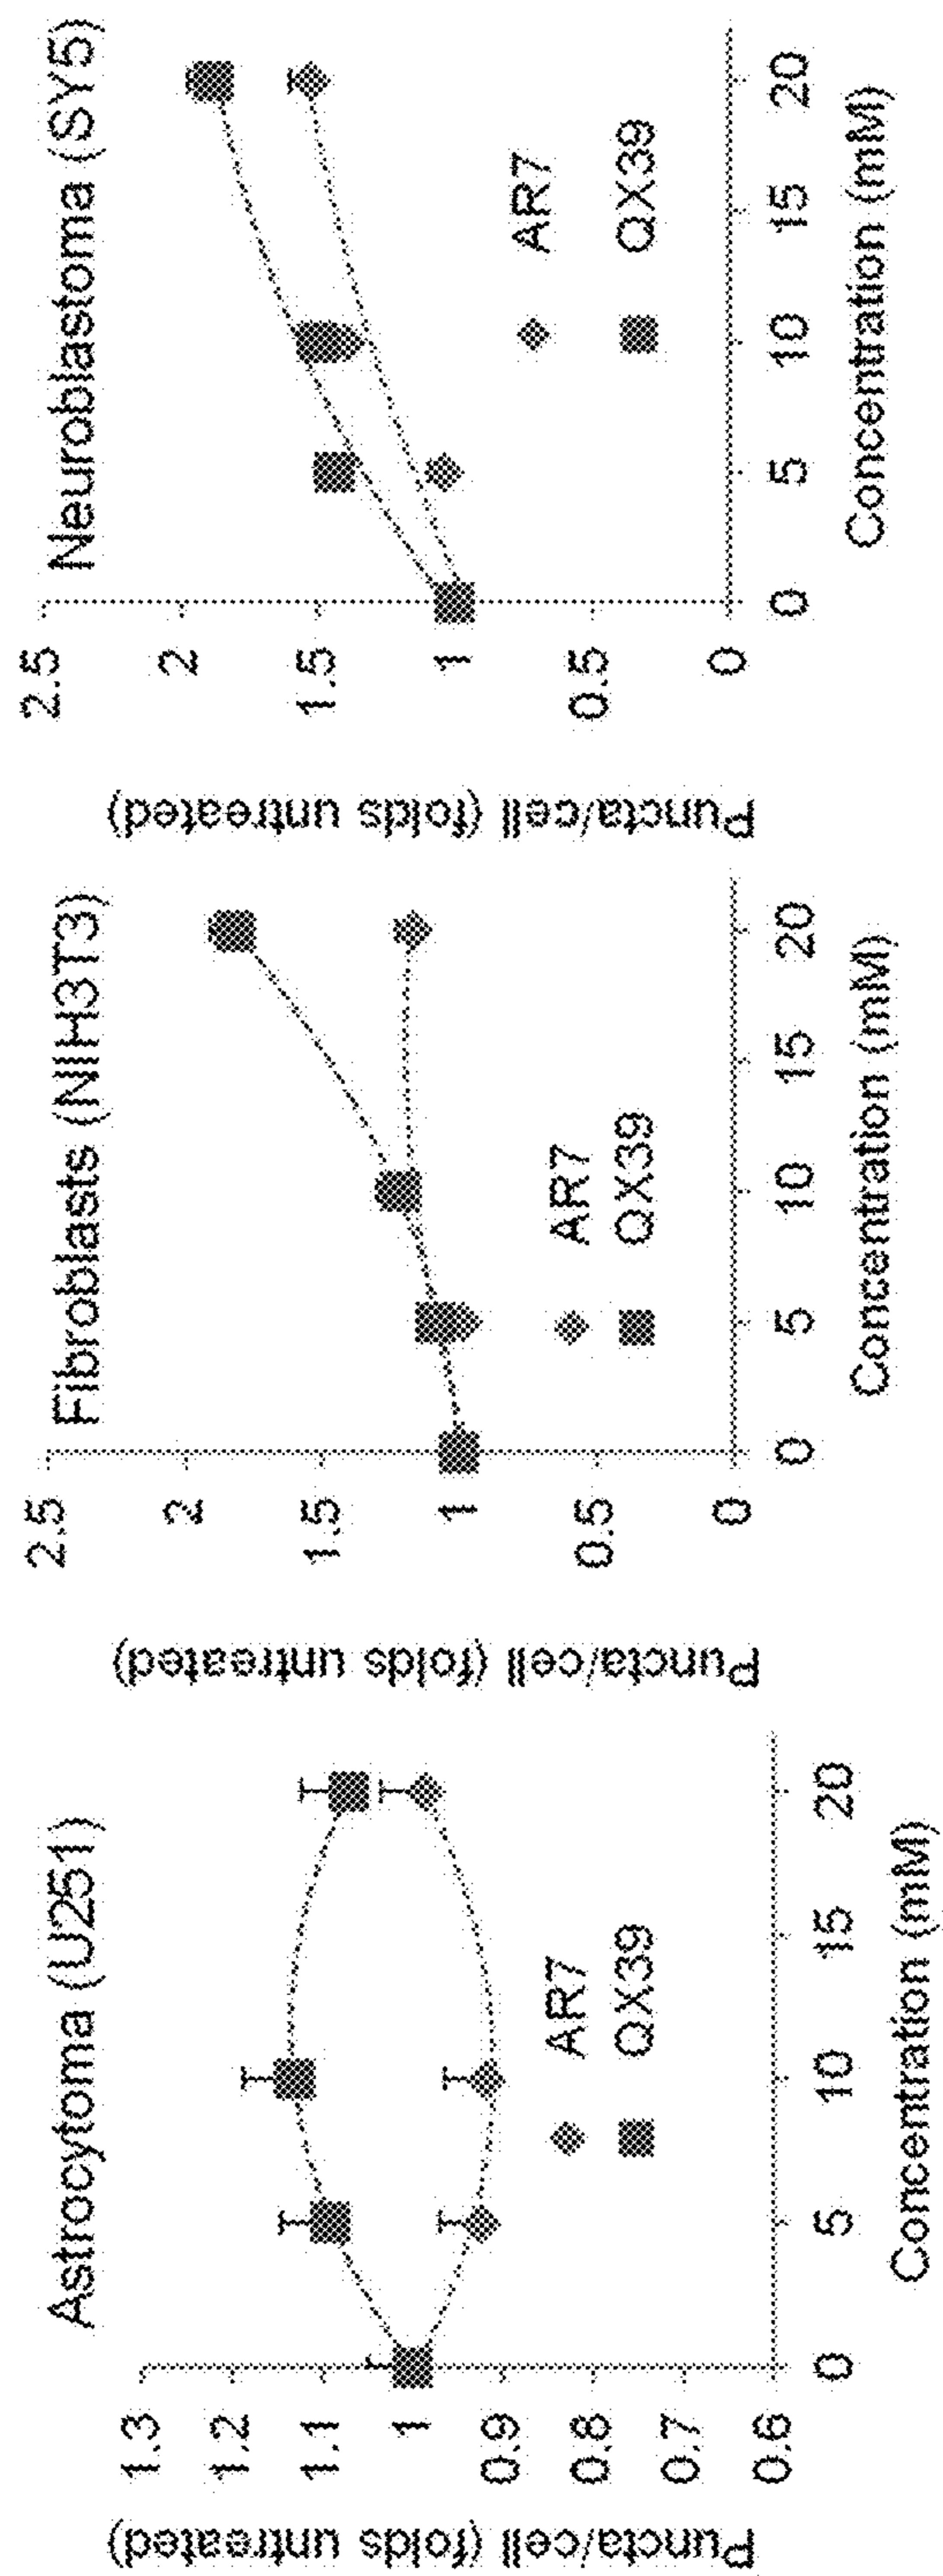 Astrocytoma (U251)
Puncta/cell (folds untreated)
1.3
1.2
1.1
1
0.9
0.8
0.7
0.6
AR7
QX39
0 5 10 15 20
Concentration (mM)
Fibroblasts (NIH3T3)
Puncta/cell (folds untreated)
2.5
2
1.5
1
0.5
0
AR7
QX39
0 5 10 15 20
Concentration (mM)
Neuroblastoma (SY5)
Puncta/cell (folds untreated)
2.5
2
1.5
1
0.5
0
AR7
QX39
0 5 10 15 20
Concentration (mM)